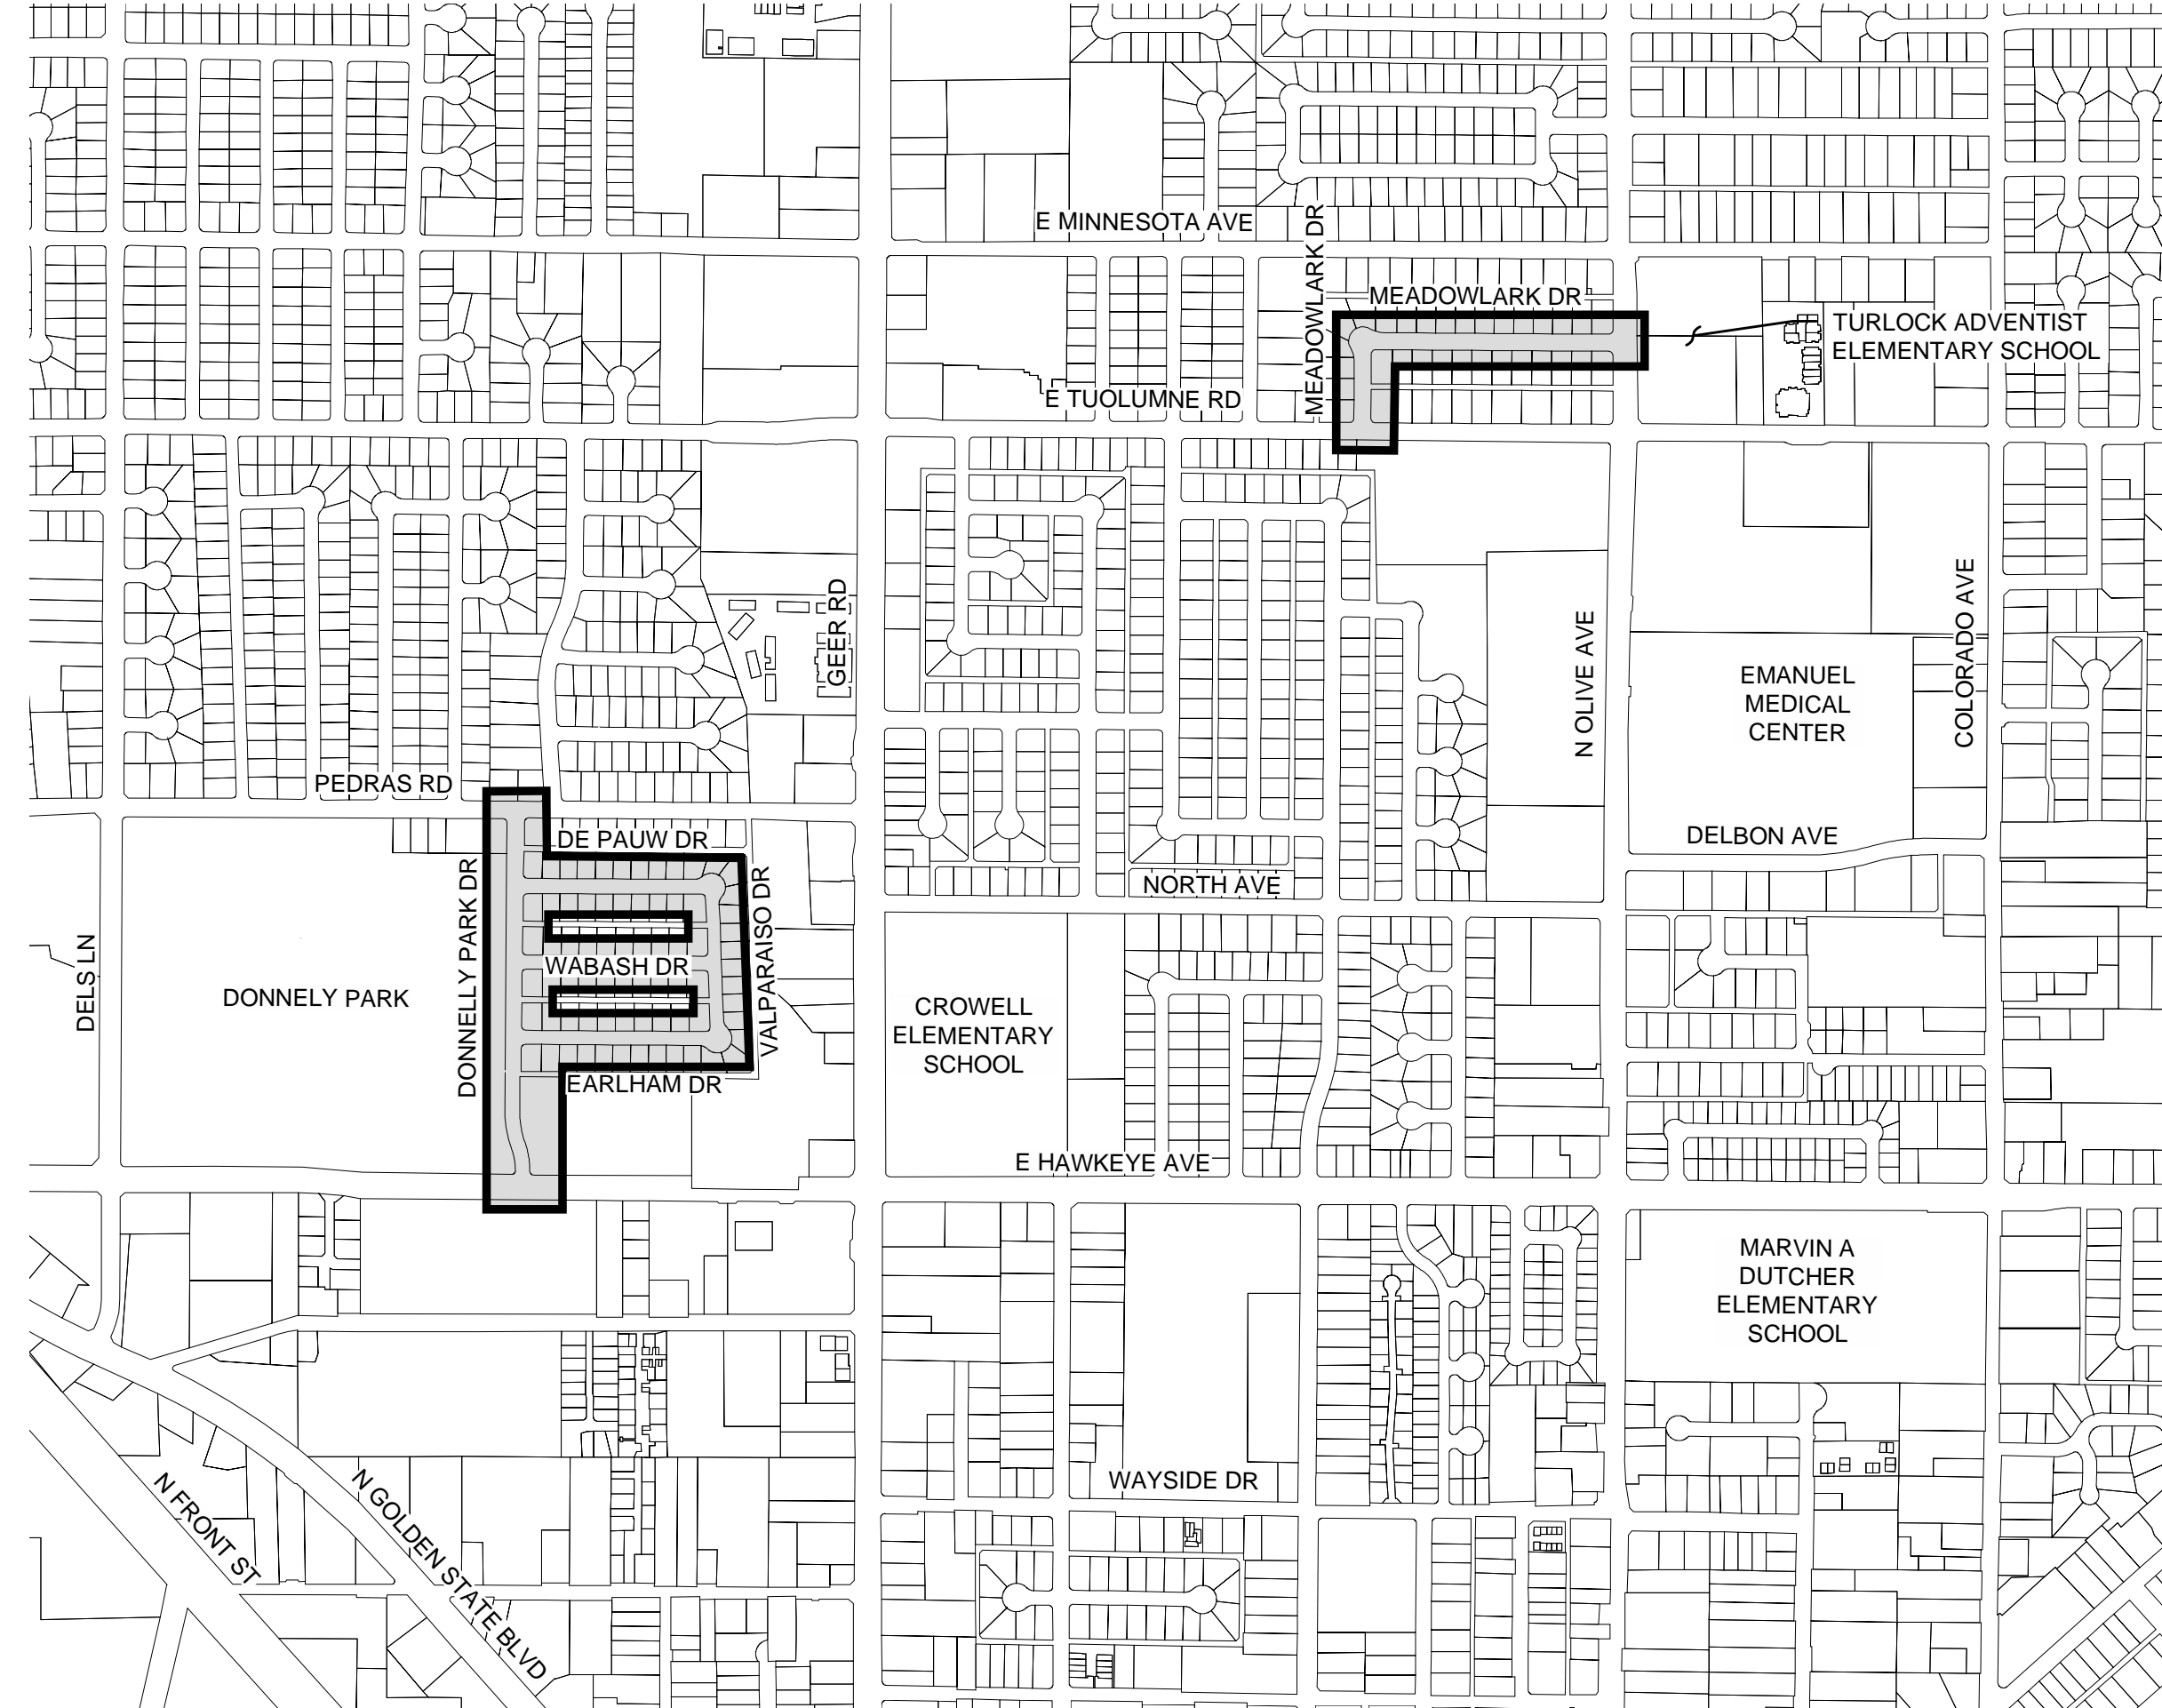 E MINNESOTA AVE
MEADOWLARK DR
MEADOWLARK DR
TURLOCK ADVENTIST
ELEMENTARY SCHOOL
E TUOLUMNE RD
GEER RD
N OLIVE AVE
COLORADO AVE
EMANUEL
MEDICAL
CENTER
PEDRAS RD
DE PAUW DR
DELBON AVE
NORTH AVE
DONNELLY PARK DR
VALPARAISO DR
DELS LN
WABASH DR
DONNELY PARK
CROWELL
ELEMENTARY
SCHOOL
EARLHAM DR
E HAWKEYE AVE
MARVIN A
DUTCHER
ELEMENTARY
SCHOOL
WAYSIDE DR
N FRONT ST
N GOLDEN STATE BLVD